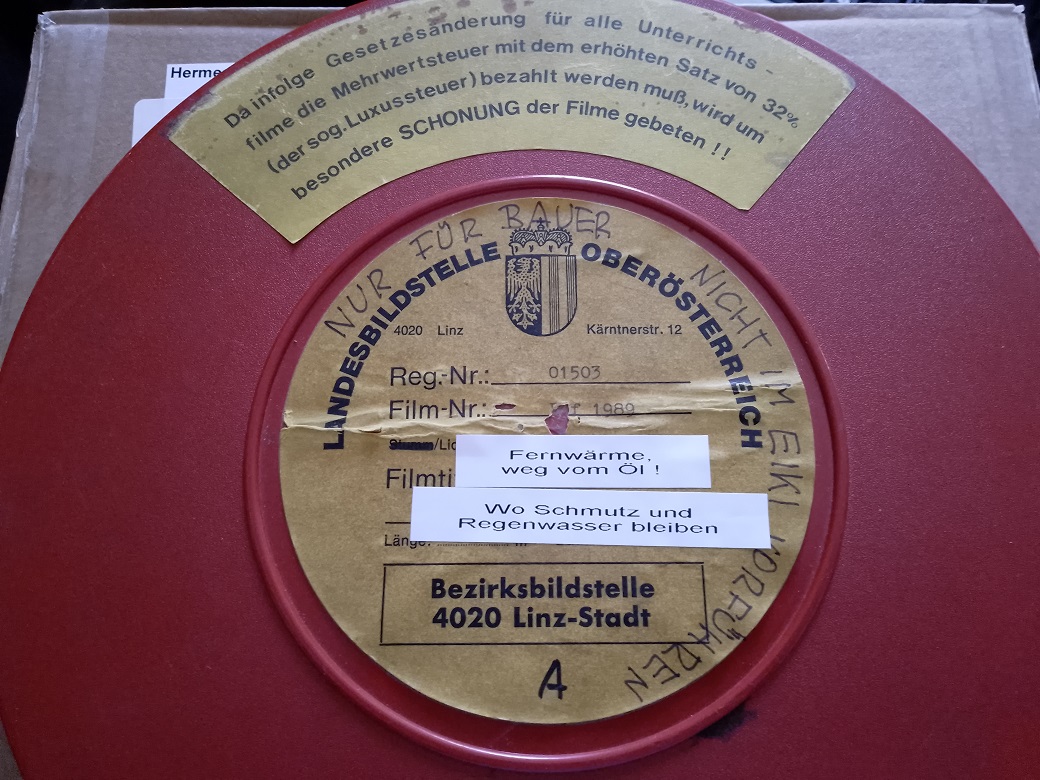 Da infolge Gesetzesänderung für alle Unterrichts-
filme die Mehrwertsteuer mit dem erhöhten Satz von 32%
(der sog. Luxussteuer) bezahlt werden muß, wird um
besondere SCHONUNG der Filme gebeten !!
NUR FÜR BAUER
NICHT IM EIKI VORFÜHREN
LANDESBILDSTELLE OBERÖSTERREICH
4020 Linz
Kärntnerstr. 12
Reg.-Nr.: 01503
Film-Nr.: 1989
Fernwärme,
weg vom Öl !
Filmti
Wo Schmutz und
Regenwasser bleiben
Länge:
Bezirksbildstelle
4020 Linz-Stadt
A